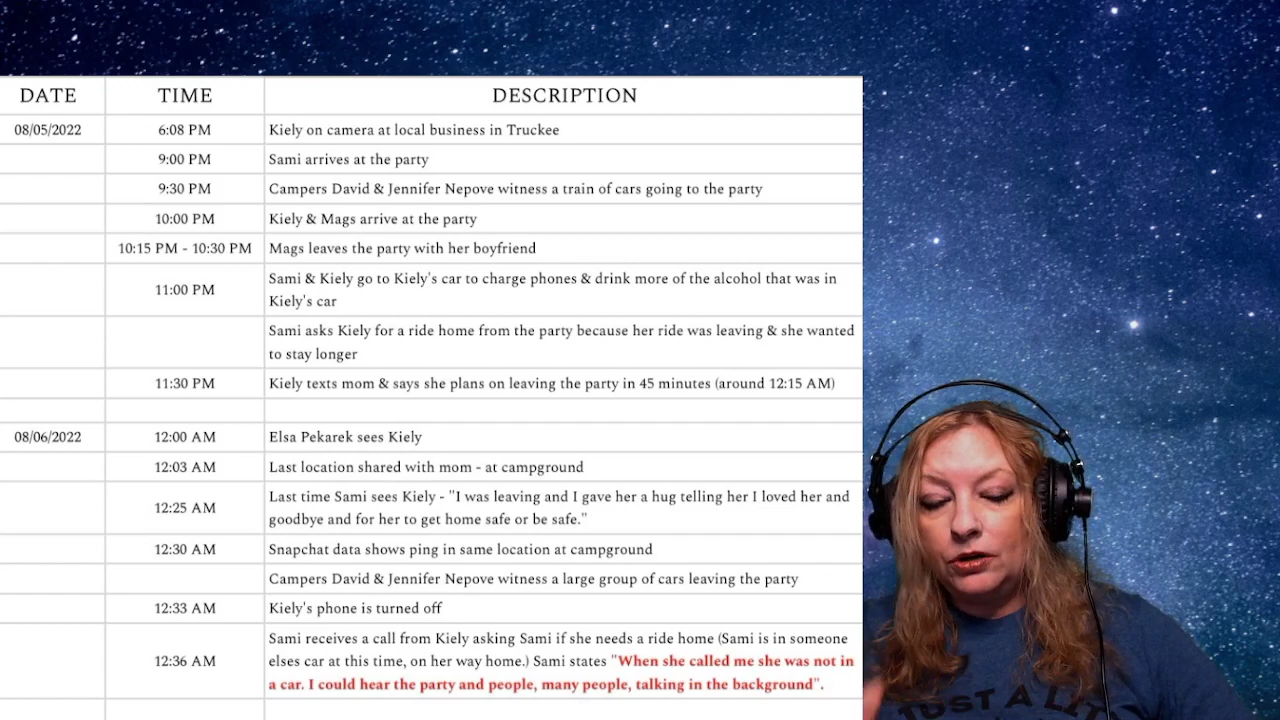 DATE TIME DESCRIPTION
08/05/2022 6:08 PM Kiely on camera at local business in Truckee
9:00 PM Sami arrives at the party
9:30 PM Campers David & Jennifer Nepove witness a train of cars going to the party
10:00 PM Kiely & Mags arrive at the party
10:15 PM - 10:30 PM Mags leaves the party with her boyfriend
11:00 PM Sami & Kiely go to Kiely's car to charge phones & drink more of the alcohol that was in
Kiely's car
Sami asks Kiely for a ride home from the party because her ride was leaving & she wanted
to stay longer
11:30 PM Kiely texts mom & says she plans on leaving the party in 45 minutes (around 12:15 AM)
08/06/2022 12:00 AM Elsa Pekarek sees Kiely
12:03 AM Last location shared with mom - at campground
12:25 AM Last time Sami sees Kiely - "I was leaving and I gave her a hug telling her I loved her and
goodbye and for her to get home safe or be safe."
12:30 AM Snapchat data shows ping in same location at campground
Campers David & Jennifer Nepove witness a large group of cars leaving the party
12:33 AM Kiely's phone is turned off
12:36 AM Sami receives a call from Kiely asking Sami if she needs a ride home (Sami is in someone
elses car at this time, on her way home.) Sami states "When she called me she was not in
a car. I could hear the party and people, many people, talking in the background".
JUST A